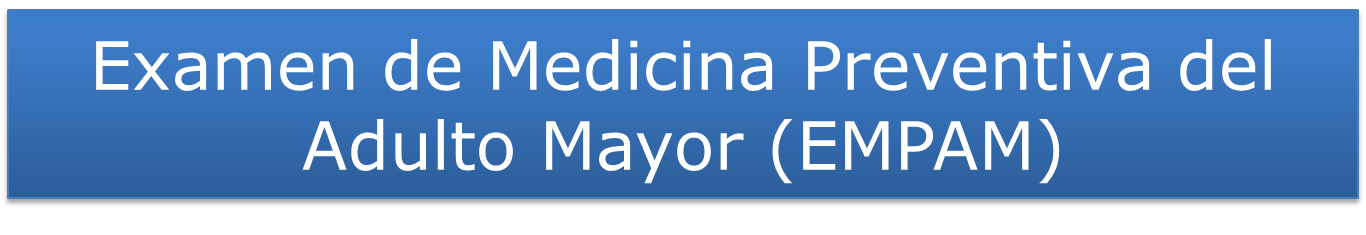 Examen de Medicina Preventiva del
Adulto Mayor (EMPAM)